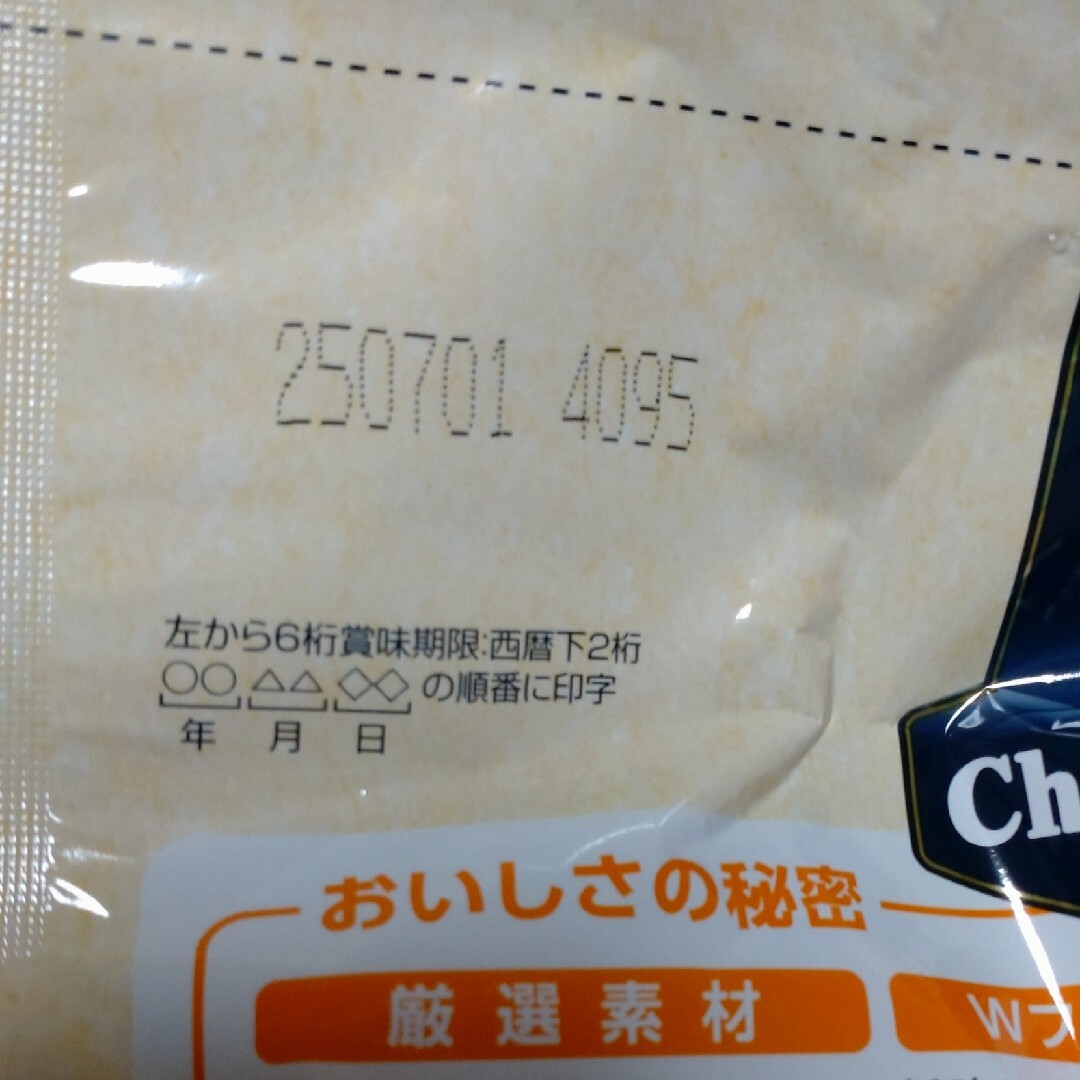 250701 4095
左から6桁賞味期限:西暦下2桁
○○ △△ ◇◇ の順番に印字
年 月 日
Ch
おいしさの秘密
厳選素材
Wフ